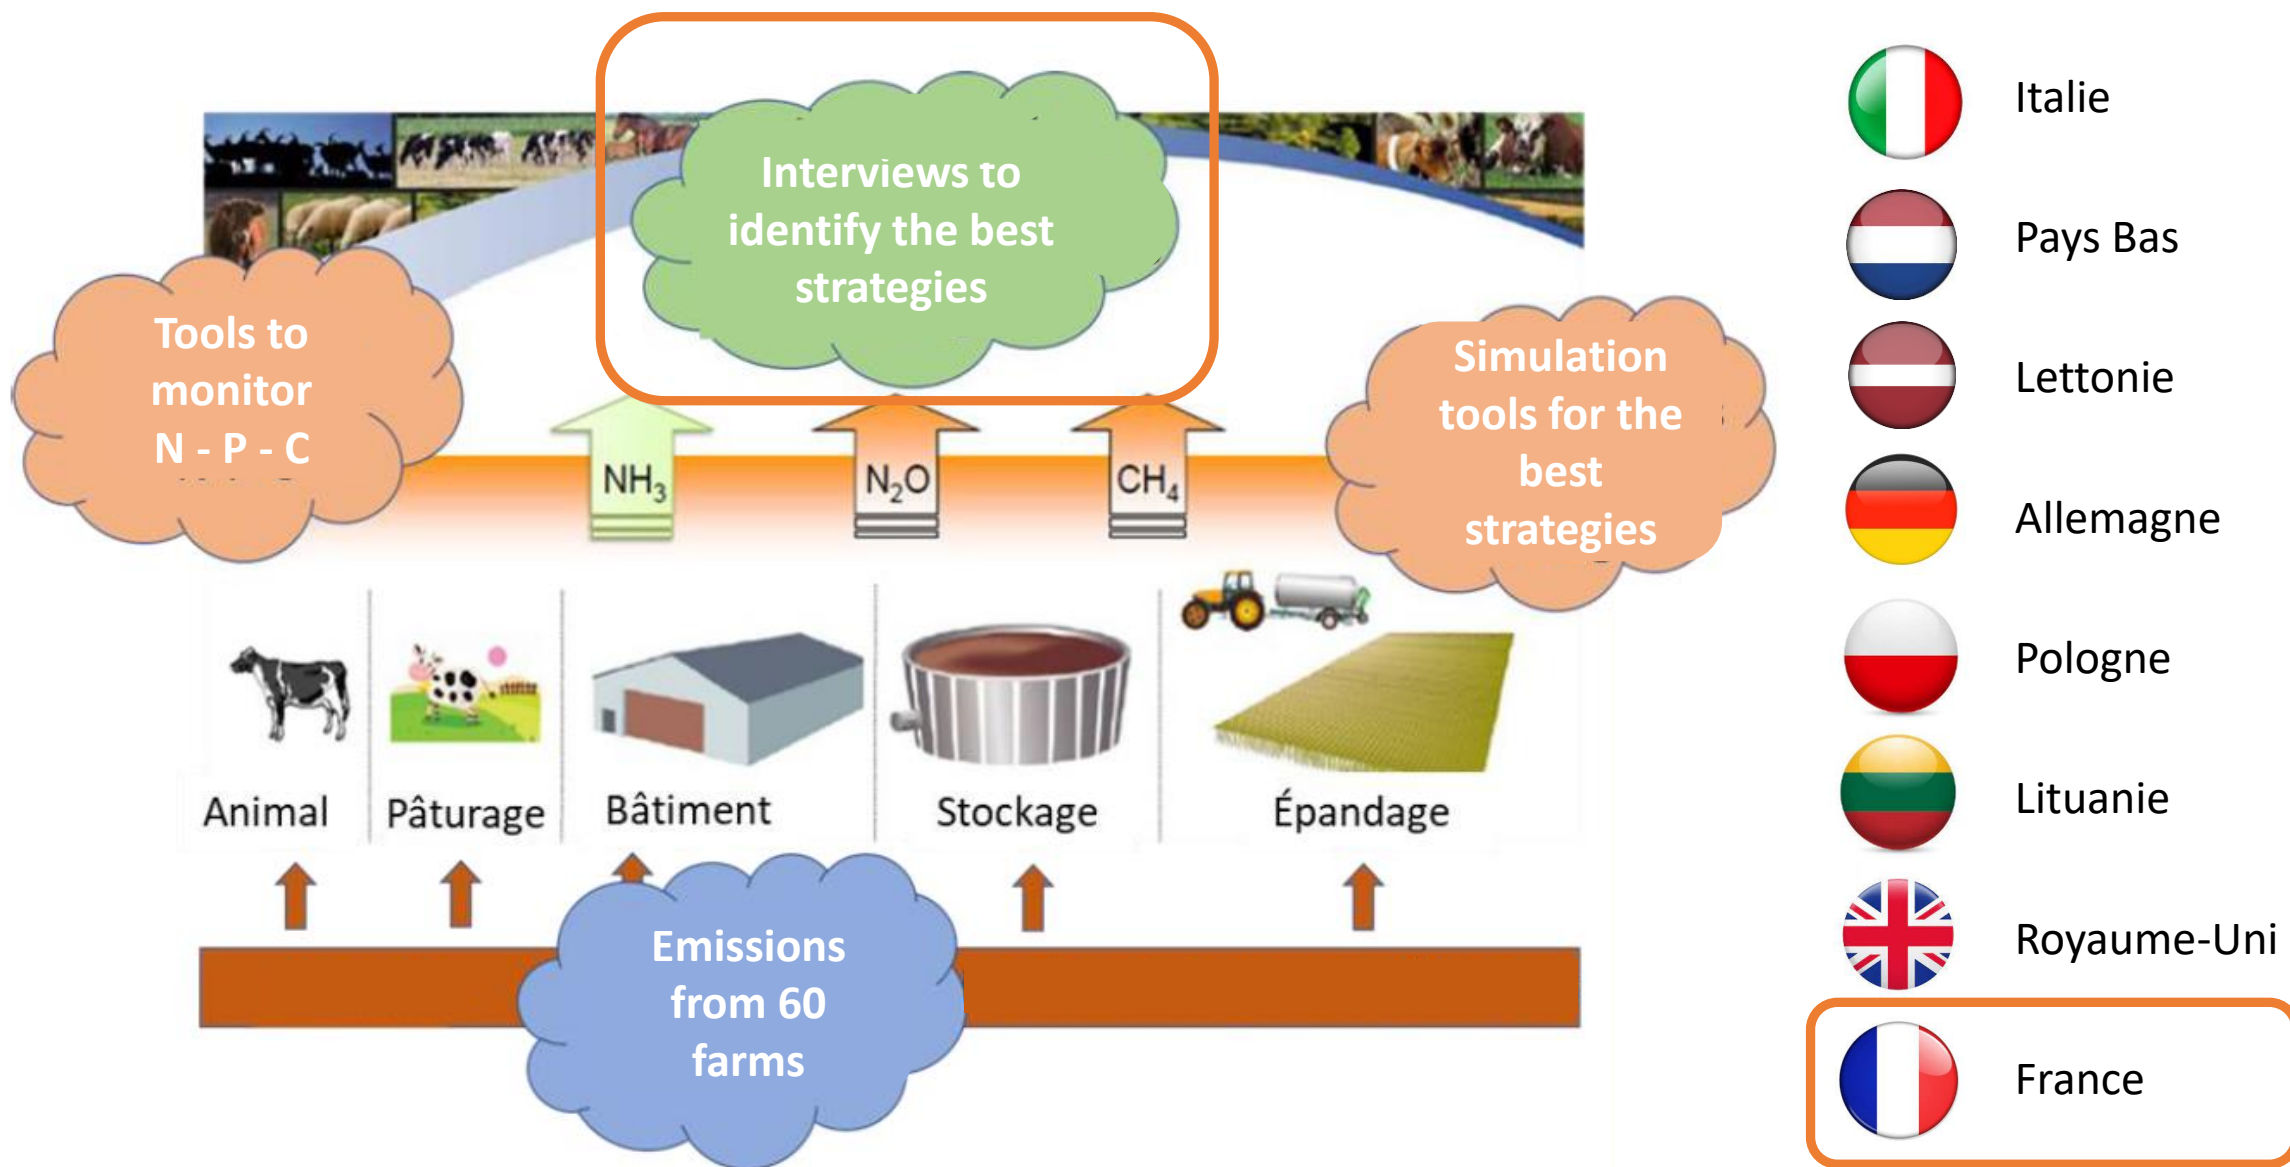 Interviews to
identify the best
strategies
Tools to
monitor
N - P - C
Simulation
tools for the
best
strategies
NH₃
N₂O
CH₄
Animal
Pâturage
Bâtiment
Stockage
Épandage
Emissions
from 60
farms
Italie
Pays Bas
Lettonie
Allemagne
Pologne
Lituanie
Royaume-Uni
France